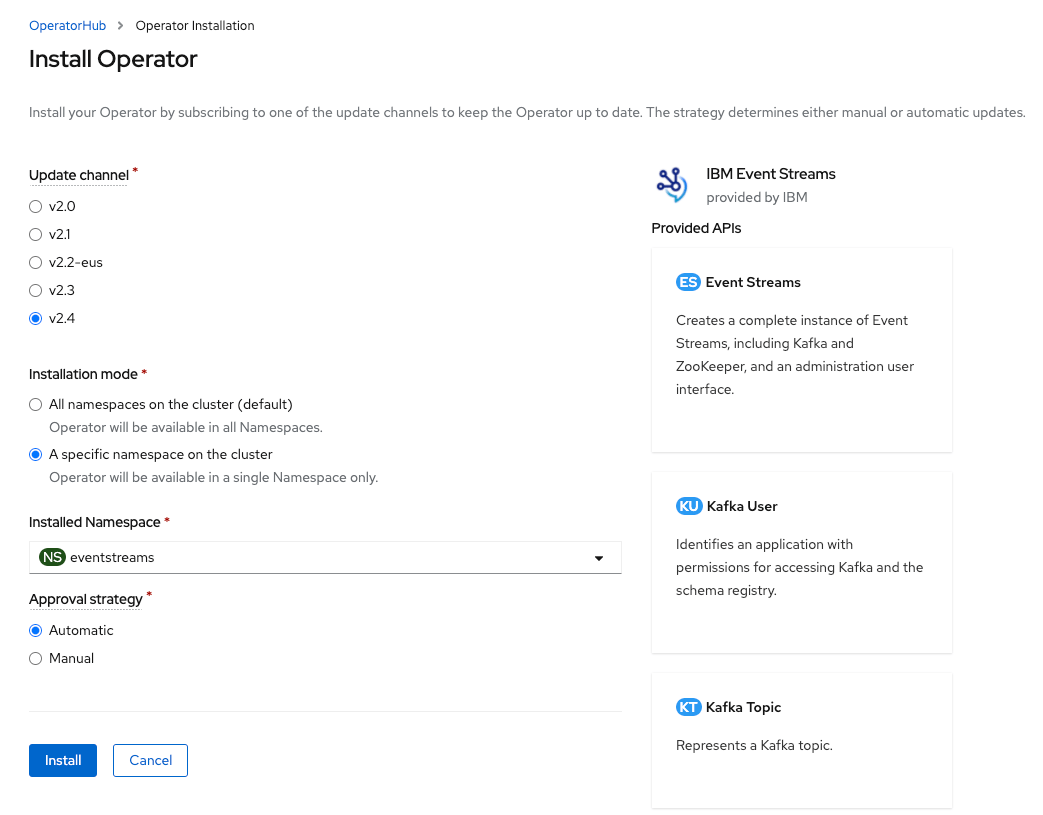 OperatorHub > Operator Installation
Install Operator
Install your Operator by subscribing to one of the update channels to keep the Operator up to date. The strategy determines either manual or automatic updates.
Update channel *
v2.0
v2.1
v2.2-eus
v2.3
v2.4
Installation mode *
All namespaces on the cluster (default)
Operator will be available in all Namespaces.
A specific namespace on the cluster
Operator will be available in a single Namespace only.
Installed Namespace *
NS eventstreams
Approval strategy *
Automatic
Manual
Install Cancel
IBM Event Streams
provided by IBM
Provided APIs
ES Event Streams
Creates a complete instance of Event
Streams, including Kafka and
ZooKeeper, and an administration user
interface.
KU Kafka User
Identifies an application with
permissions for accessing Kafka and the
schema registry.
KT Kafka Topic
Represents a Kafka topic.